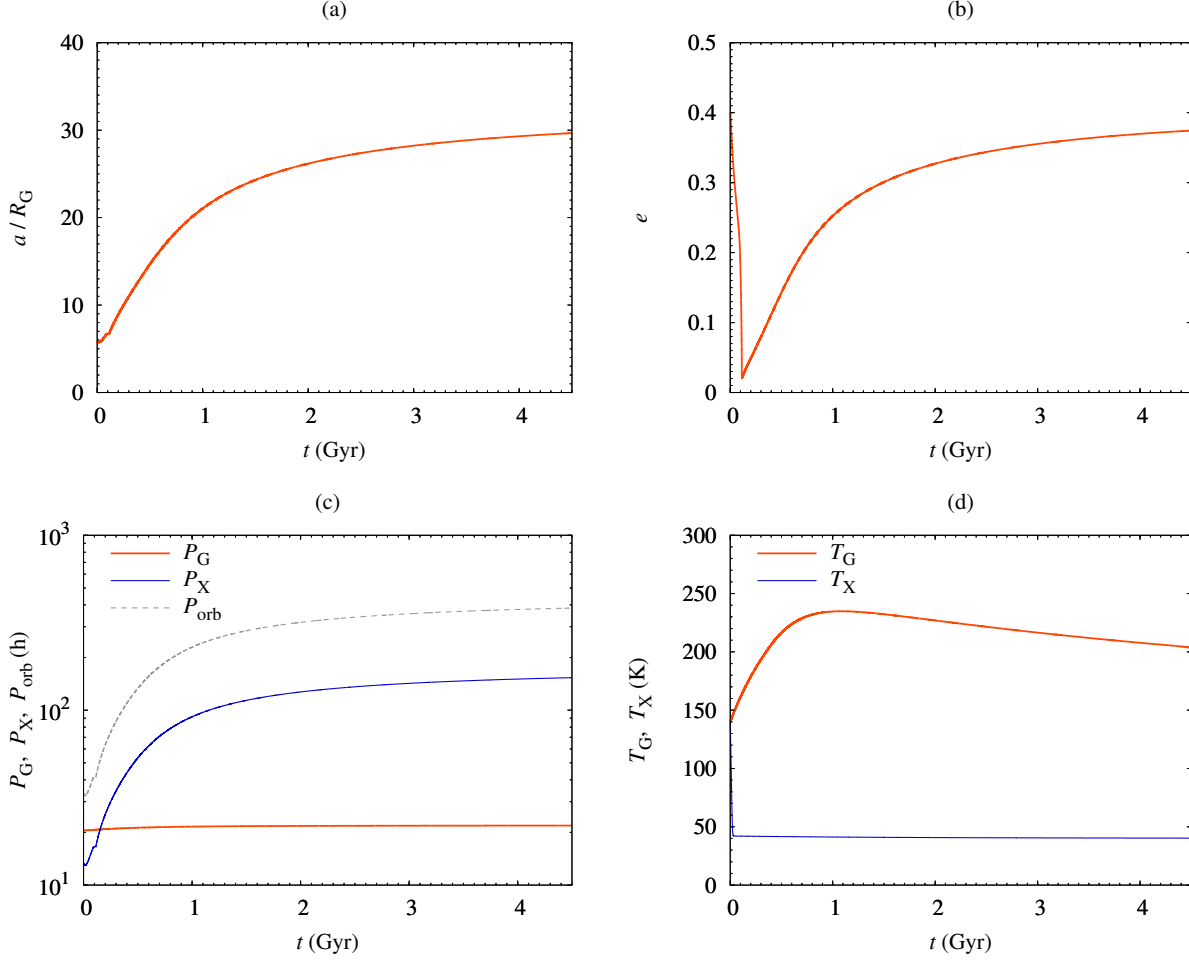 (a)
40
30
20
10
0
a / R_G
0 1 2 3 4
t (Gyr)
(b)
0.5
0.4
0.3
0.2
0.1
0
e
0 1 2 3 4
t (Gyr)
(c)
10^3
10^2
10^1
P_G
P_X
P_orb
P_G, P_X, P_orb (h)
0 1 2 3 4
t (Gyr)
(d)
300
250
200
150
100
50
0
T_G
T_X
T_G, T_X (K)
0 1 2 3 4
t (Gyr)